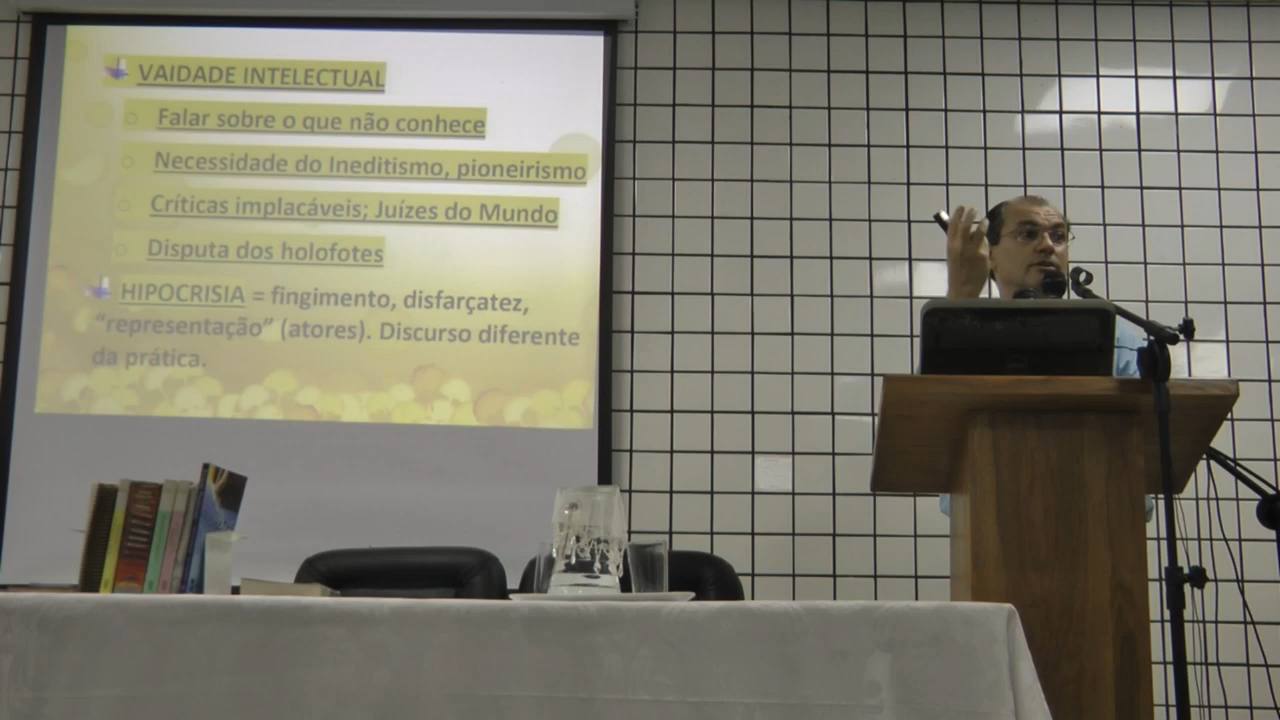 VAIDADE INTELECTUAL
Falar sobre o que não conhece
Necessidade do Ineditismo, pioneirismo
Críticas implacáveis; Juízes do Mundo
Disputa dos holofotes
HIPOCRISIA = fingimento, disfarçatez,
"representação" (atores). Discurso diferente
da prática.